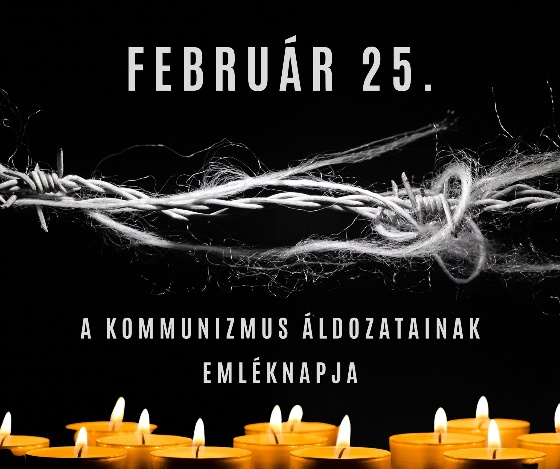 FEBRUÁR 25.
A KOMMUNIZMUS ÁLDOZATAINAK
EMLÉKNAPJA